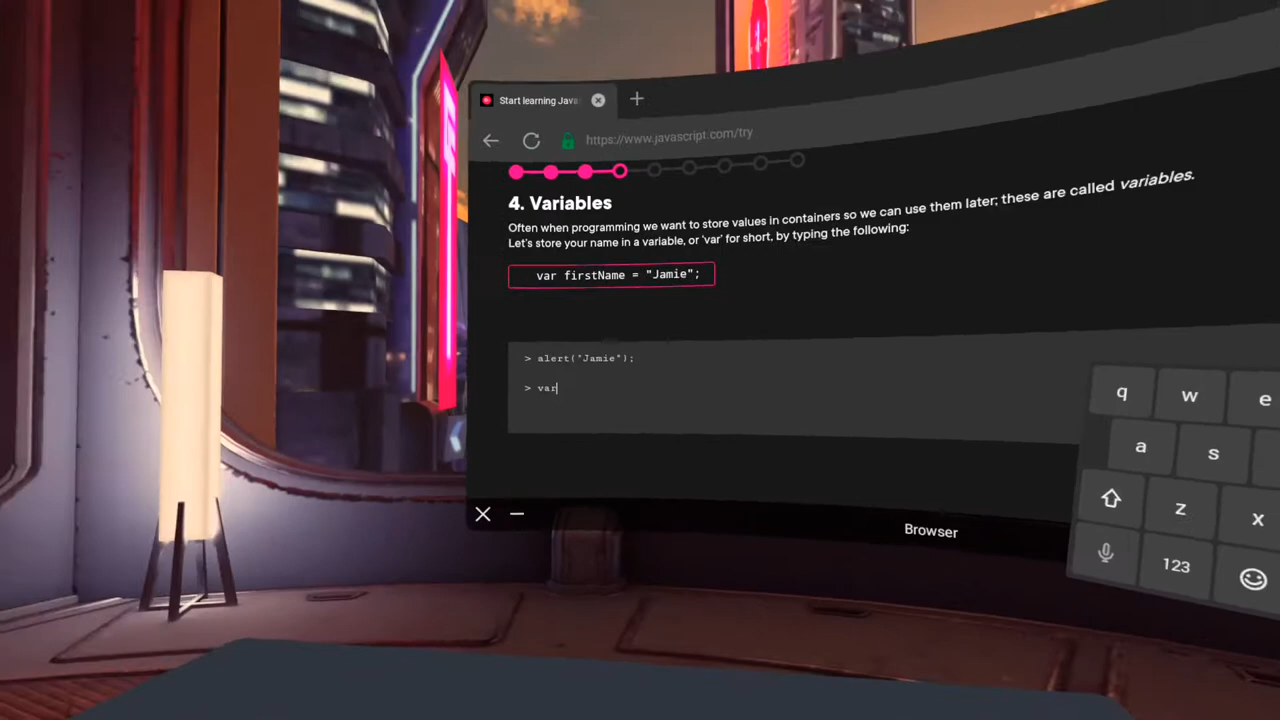 Start learning Java
https://www.javascript.com/try
4. Variables
Often when programming we want to store values in containers so we can use them later; these are called variables.
Let's store your name in a variable, or 'var' for short, by typing the following:
var firstName = "Jamie";
> alert("Jamie");
> var
q w e
a s
z x
123
Browser